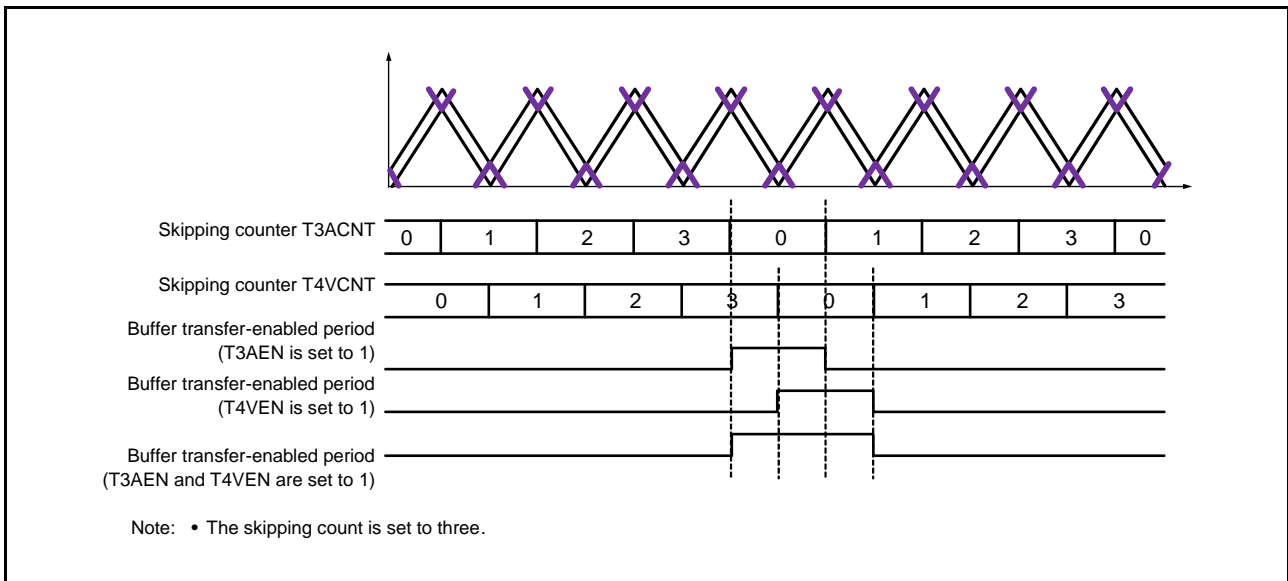 Skipping counter T3ACNT 0 1 2 3 0 1 2 3 0
Skipping counter T4VCNT 0 1 2 3 0 1 2 3
Buffer transfer-enabled period
(T3AEN is set to 1)
Buffer transfer-enabled period
(T4VEN is set to 1)
Buffer transfer-enabled period
(T3AEN and T4VEN are set to 1)
Note: • The skipping count is set to three.